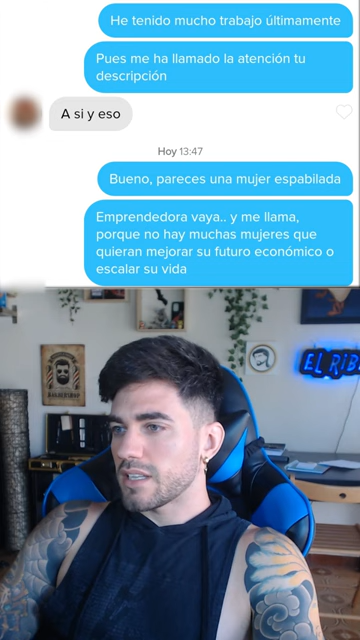 He tenido mucho trabajo últimamente
Pues me ha llamado la atención tu
descripción
A si y eso
Hoy 13:47
Bueno, pareces una mujer espabilada
Emprendedora vaya.. y me llama,
porque no hay muchas mujeres que
quieran mejorar su futuro económico o
escalar su vida
EL RIB